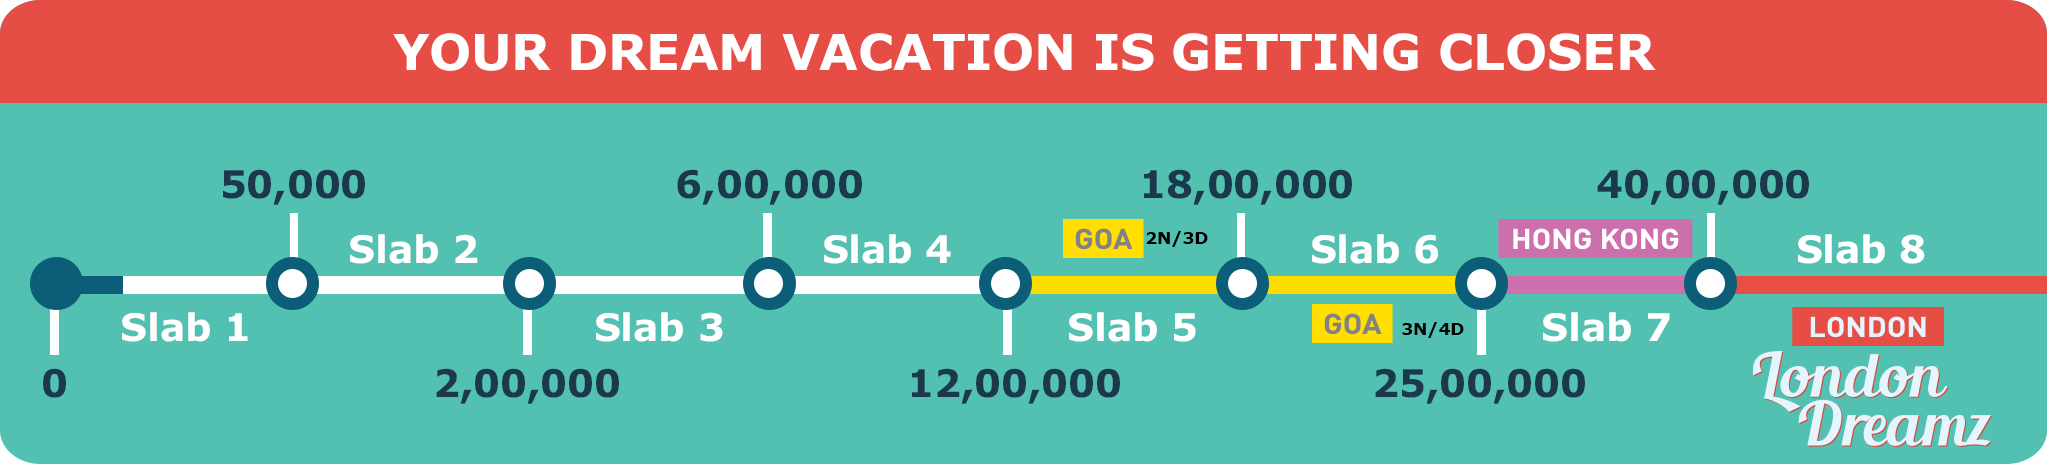 YOUR DREAM VACATION IS GETTING CLOSER
50,000
6,00,000
18,00,000
40,00,000
Slab 2
Slab 4
GOA 2N/3D
Slab 6
HONG KONG
Slab 8
Slab 1
Slab 3
Slab 5
GOA 3N/4D
Slab 7
LONDON
0
2,00,000
12,00,000
25,00,000
London
Dreamz